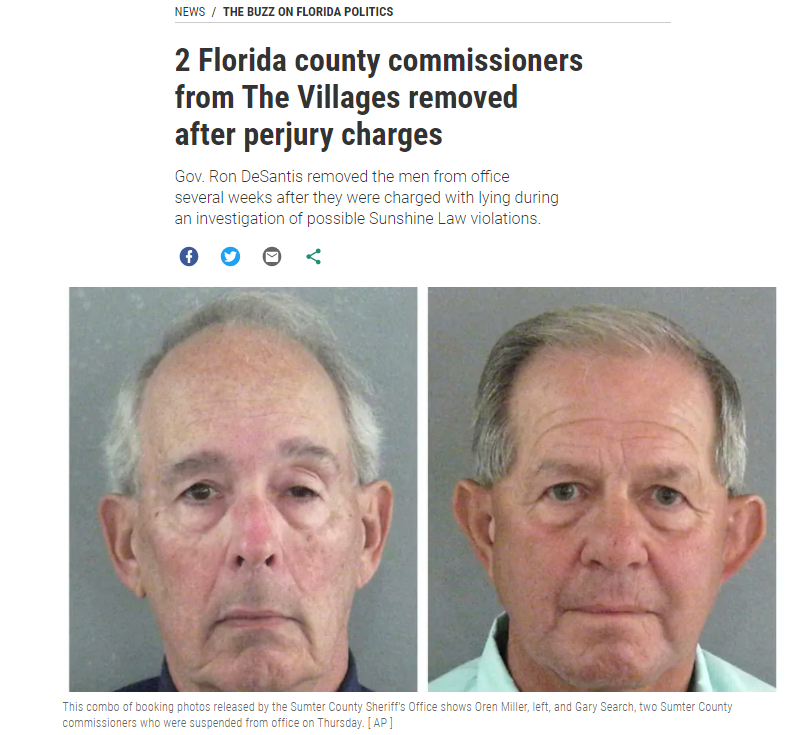 NEWS / THE BUZZ ON FLORIDA POLITICS
2 Florida county commissioners
from The Villages removed
after perjury charges
Gov. Ron DeSantis removed the men from office
several weeks after they were charged with lying during
an investigation of possible Sunshine Law violations.
This combo of booking photos released by the Sumter County Sheriff's Office shows Oren Miller, left, and Gary Search, two Sumter County
commissioners who were suspended from office on Thursday. [ AP ]